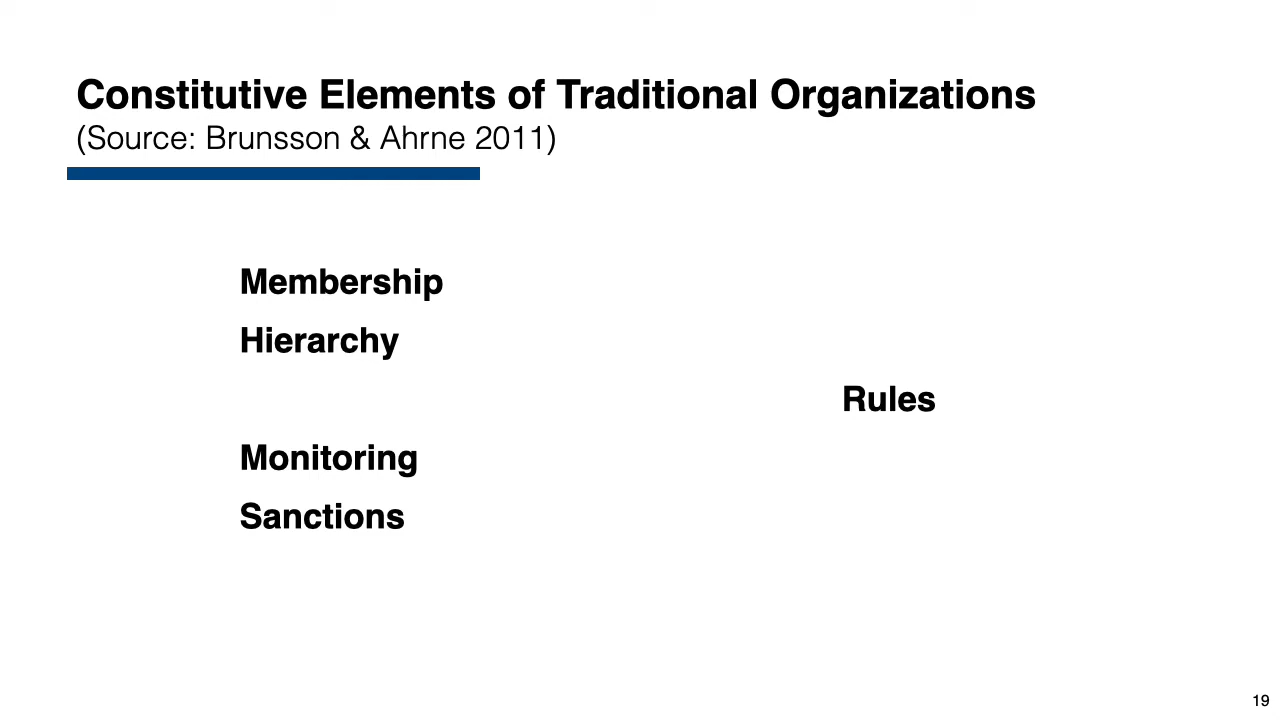 Constitutive Elements of Traditional Organizations
(Source: Brunsson & Ahrne 2011)
Membership
Hierarchy
Rules
Monitoring
Sanctions
19